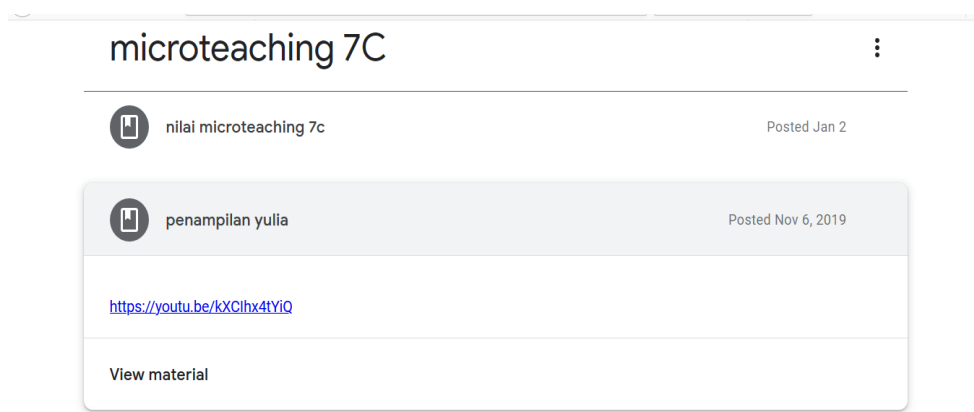 microteaching 7C
nilai microteaching 7c
Posted Jan 2
penampilan yulia
Posted Nov 6, 2019
https://youtu.be/kXClhx4tYiQ
View material